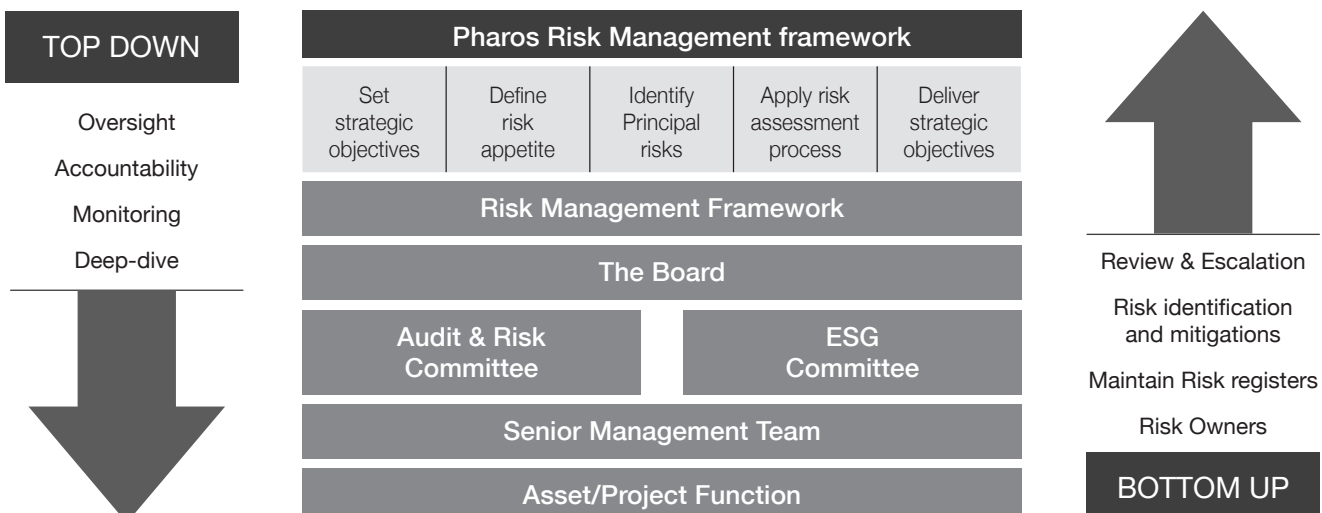 TOP DOWN
Oversight
Accountability
Monitoring
Deep-dive
Pharos Risk Management framework
Set
strategic
objectives
Define
risk
appetite
Identify
Principal
risks
Apply risk
assessment
process
Deliver
strategic
objectives
Risk Management Framework
The Board
Audit & Risk
Committee
ESG
Committee
Senior Management Team
Asset/Project Function
Review & Escalation
Risk identification
and mitigations
Maintain Risk registers
Risk Owners
BOTTOM UP